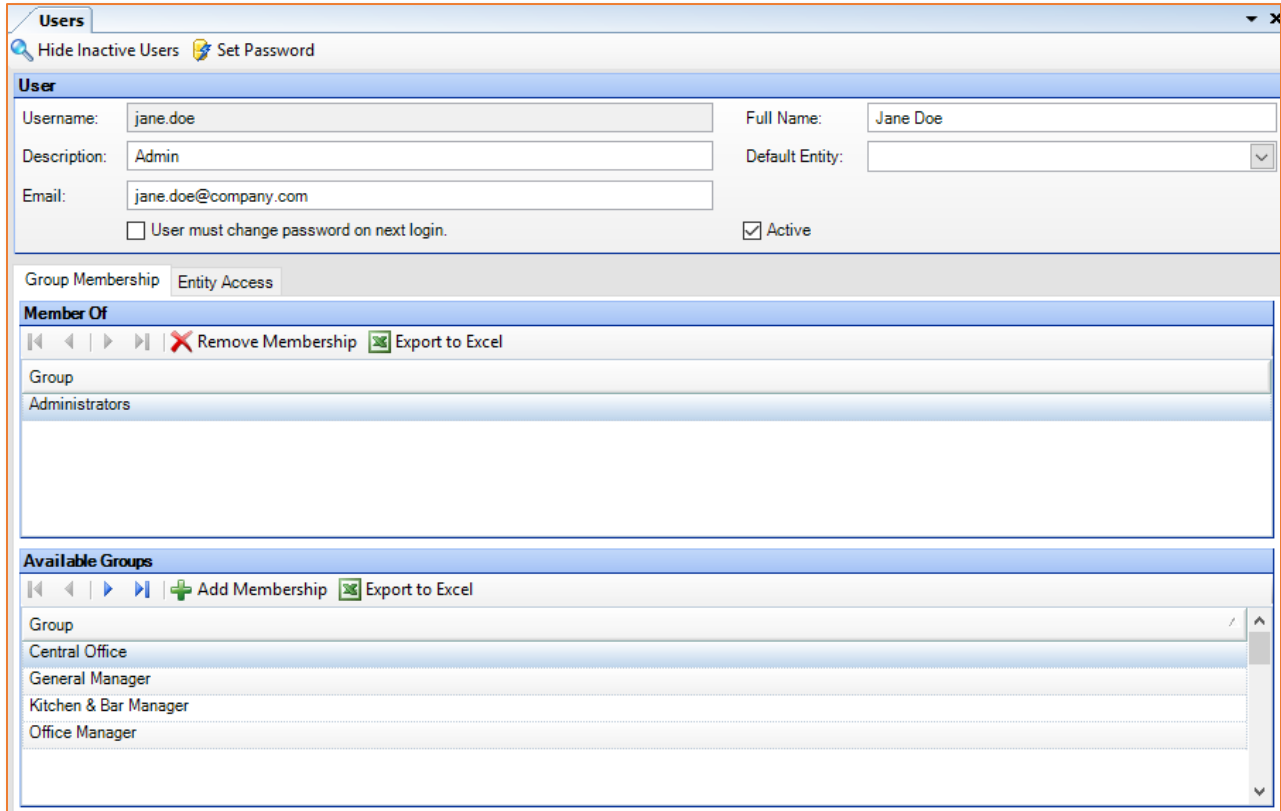 Users
Hide Inactive Users Set Password
User
Username: jane.doe Full Name: Jane Doe
Description: Admin Default Entity:
Email: jane.doe@company.com
User must change password on next login. Active
Group Membership Entity Access
Member Of
Remove Membership Export to Excel
Group
Administrators
Available Groups
Add Membership Export to Excel
Group
Central Office
General Manager
Kitchen & Bar Manager
Office Manager